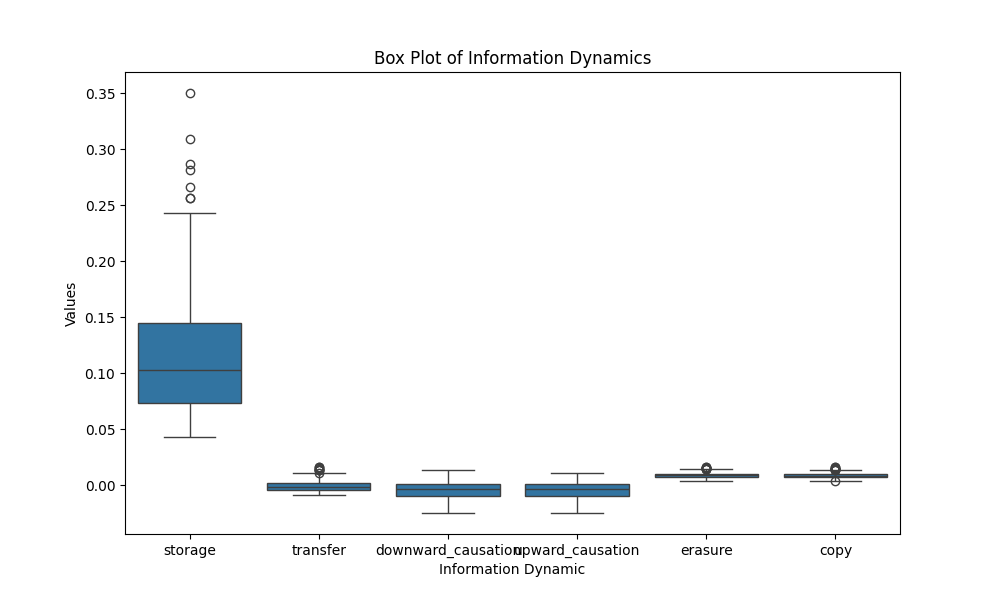 Box Plot of Information Dynamics
0.35
0.30
0.25
0.20
0.15
0.10
0.05
0.00
Values
storage transfer downward_causation upward_causation erasure copy
Information Dynamic